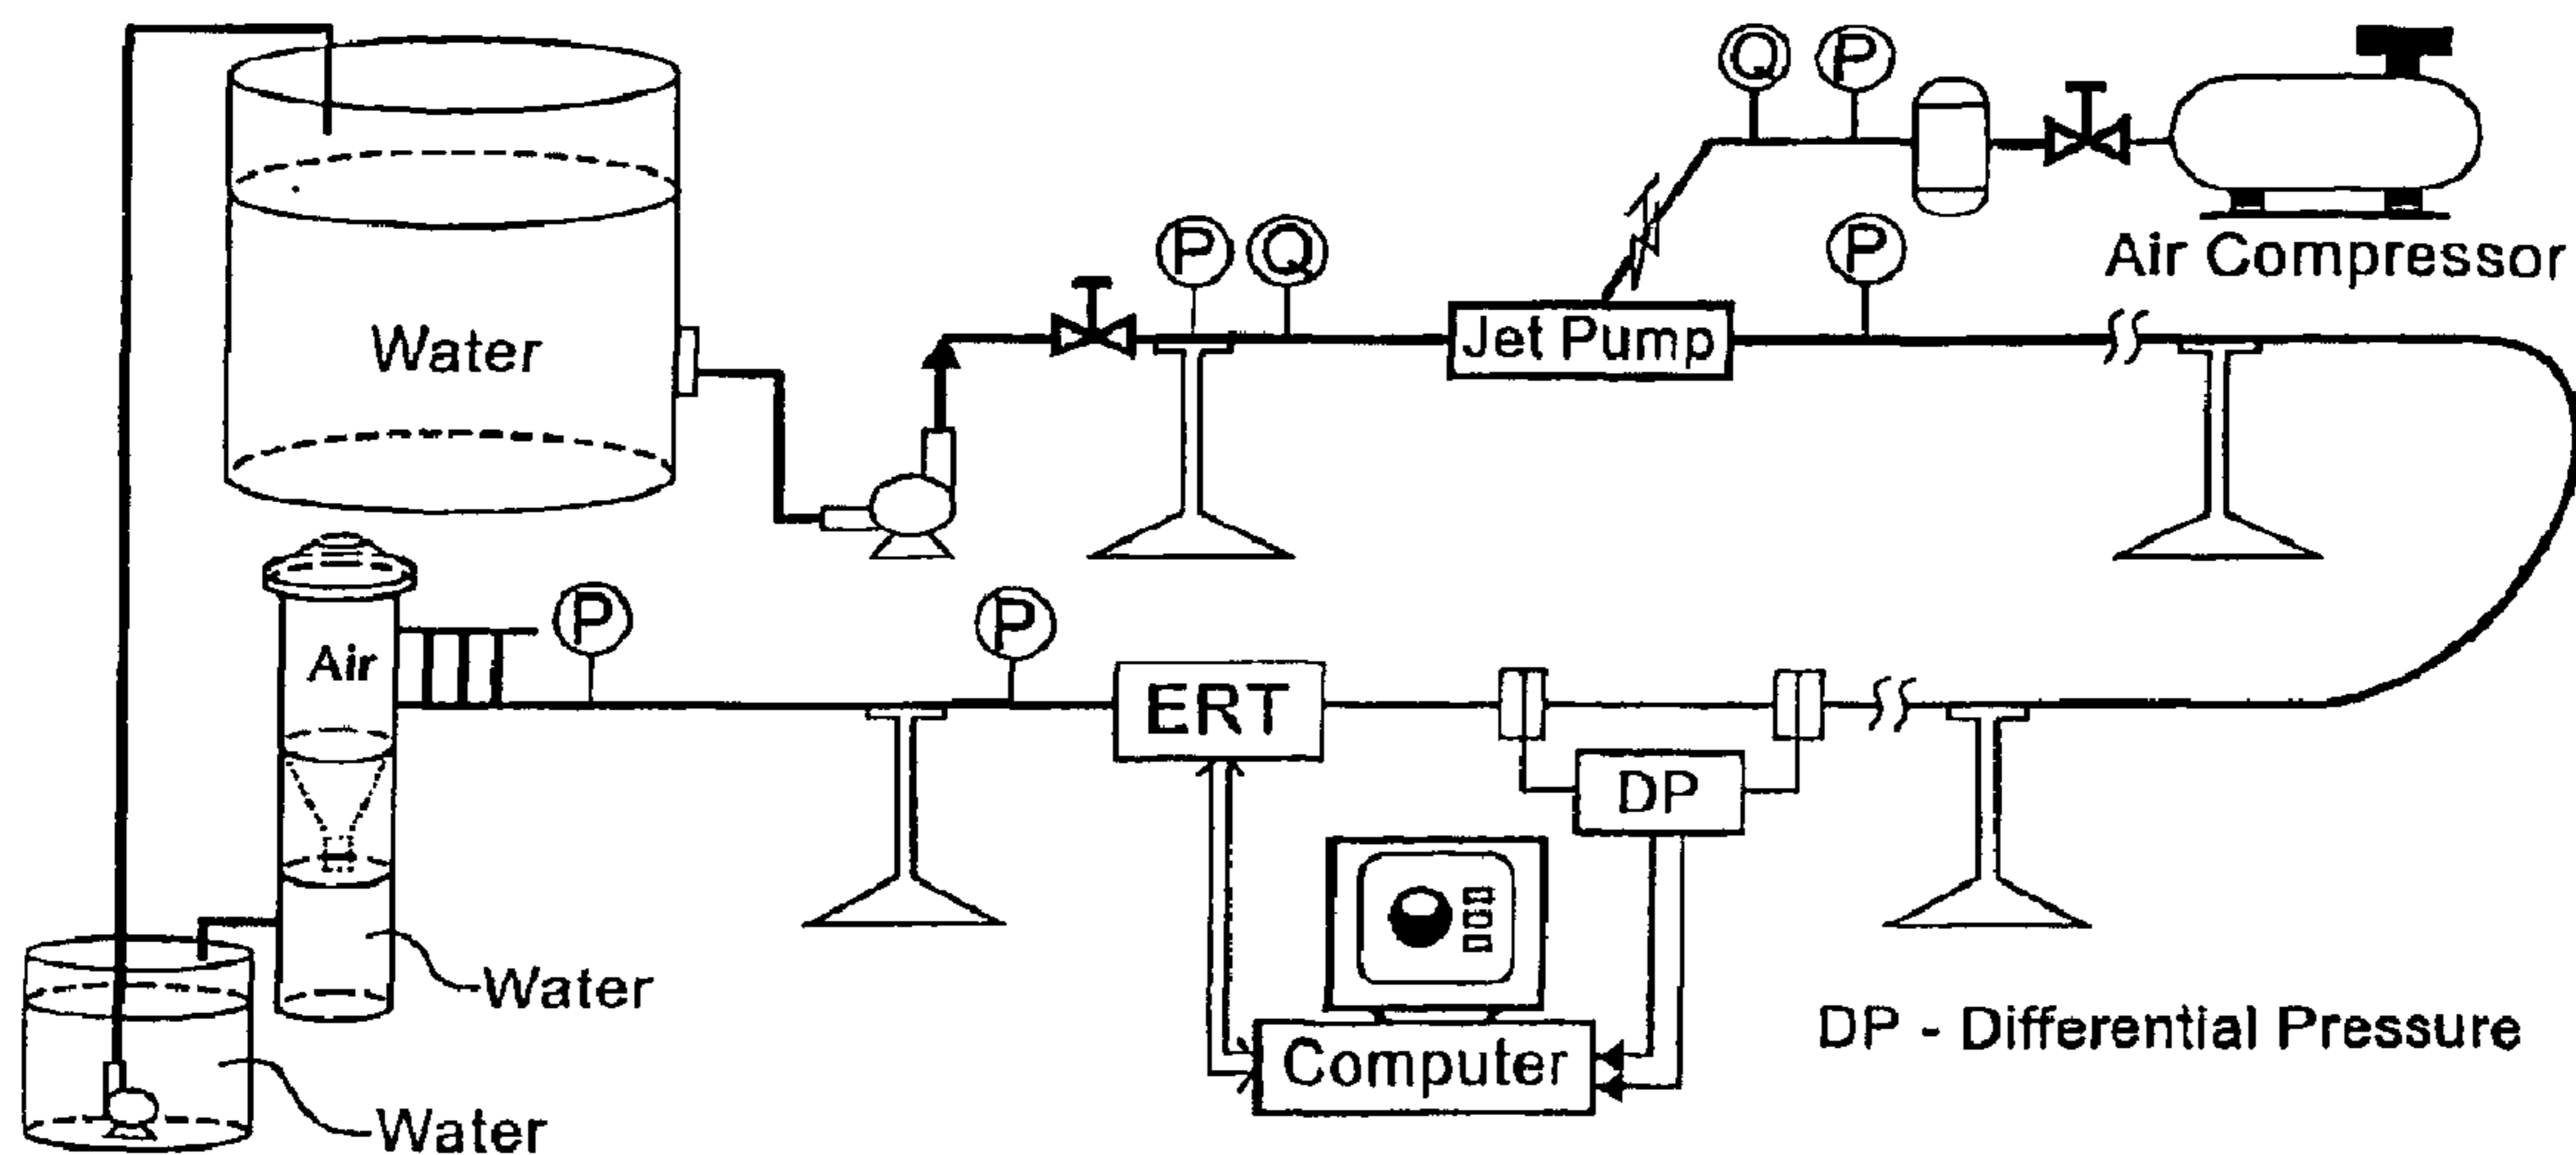 Q P
Air Compressor
P Q P
Water
Jet Pump
P P
Air
ERT
DP
Water
Computer
DP - Differential Pressure
Water